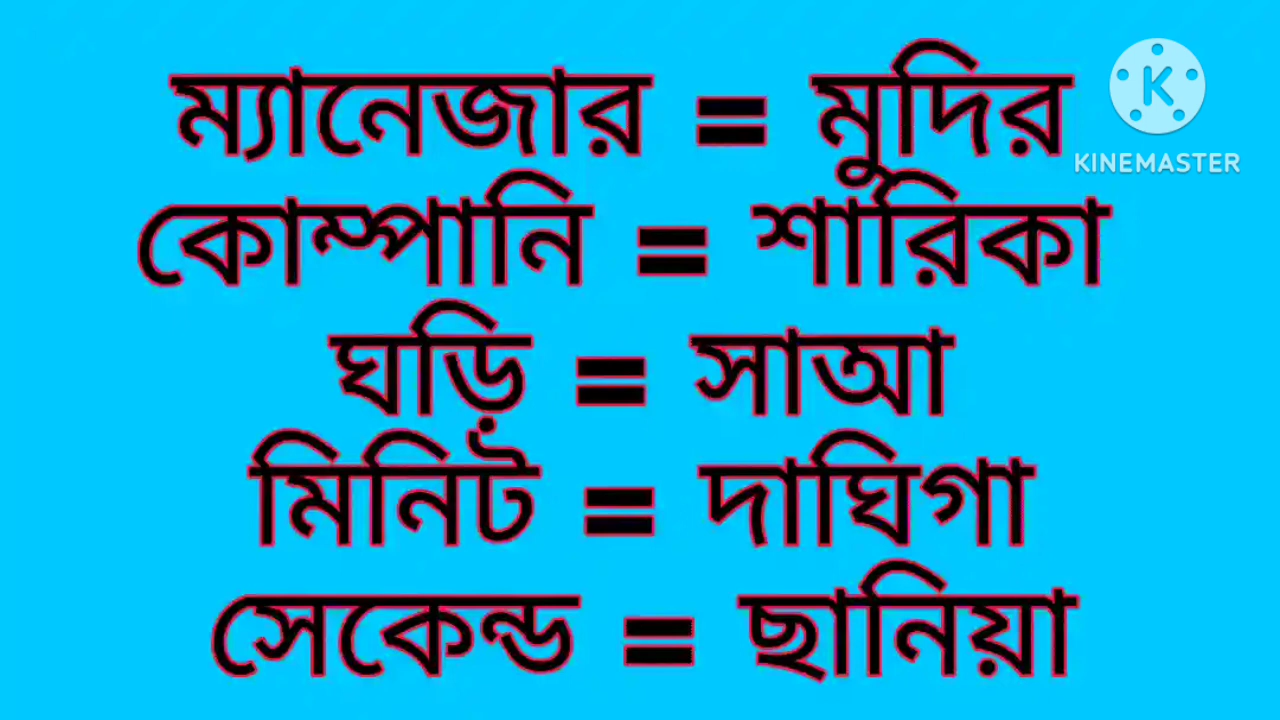 ম্যানেজার = মুদির
KINEMASTER
কোম্পানি = শারিকা
ঘড়ি = সাআ
মিনিট = দাঘিগা
সেকেন্ড = ছানিয়া